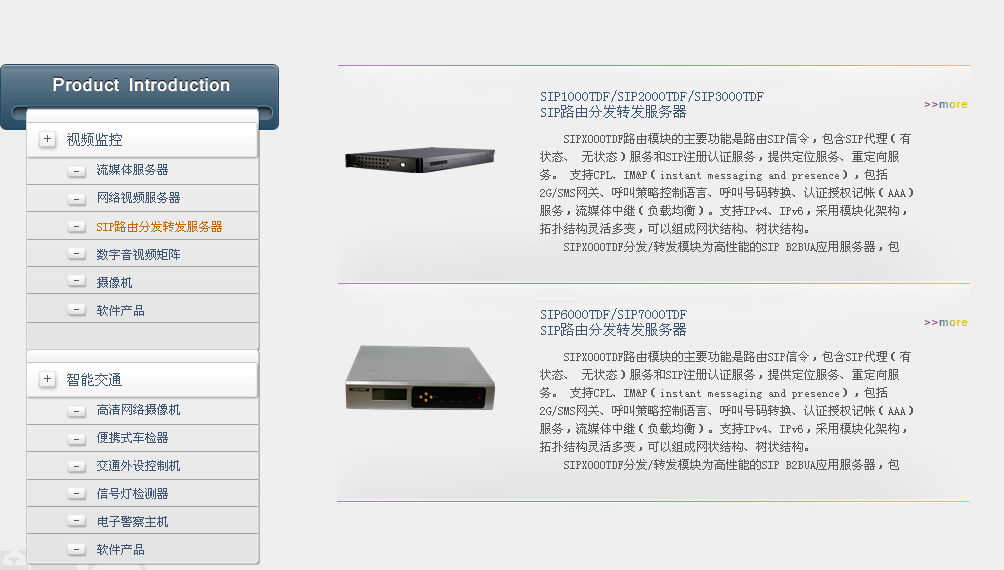 Product Introduction
视频监控
流媒体服务器
网络视频服务器
SIP路由分发转发服务器
数字音视频矩阵
摄像机
软件产品
智能交通
高清网络摄像机
便携式车检器
交通外设控制机
信号灯检测器
电子警察主机
软件产品
SIP1000TDF/SIP2000TDF/SIP3000TDF
SIP路由分发转发服务器
>>more
SIPX000TDF路由模块的主要功能是路由SIP信令，包含SIP代理（有
状态、 无状态）服务和SIP注册认证服务，提供定位服务、重定向服
务。 支持CPL、IM&P（instant messaging and presence），包括
2G/SMS网关、呼叫策略控制语言、呼叫号码转换、认证授权记帐（AAA）
服务，流媒体中继（负载均衡）。支持IPv4、IPv6，采用模块化架构，
拓扑结构灵活多变，可以组成网状结构、树状结构。
SIPX000TDF分发/转发模块为高性能的SIP B2BUA应用服务器，包
SIP6000TDF/SIP7000TDF
SIP路由分发转发服务器
>>more
SIPX000TDF路由模块的主要功能是路由SIP信令，包含SIP代理（有
状态、 无状态）服务和SIP注册认证服务，提供定位服务、重定向服
务。 支持CPL、IM&P（instant messaging and presence），包括
2G/SMS网关、呼叫策略控制语言、呼叫号码转换、认证授权记帐（AAA）
服务，流媒体中继（负载均衡）。支持IPv4、IPv6，采用模块化架构，
拓扑结构灵活多变，可以组成网状结构、树状结构。
SIPX000TDF分发/转发模块为高性能的SIP B2BUA应用服务器，包